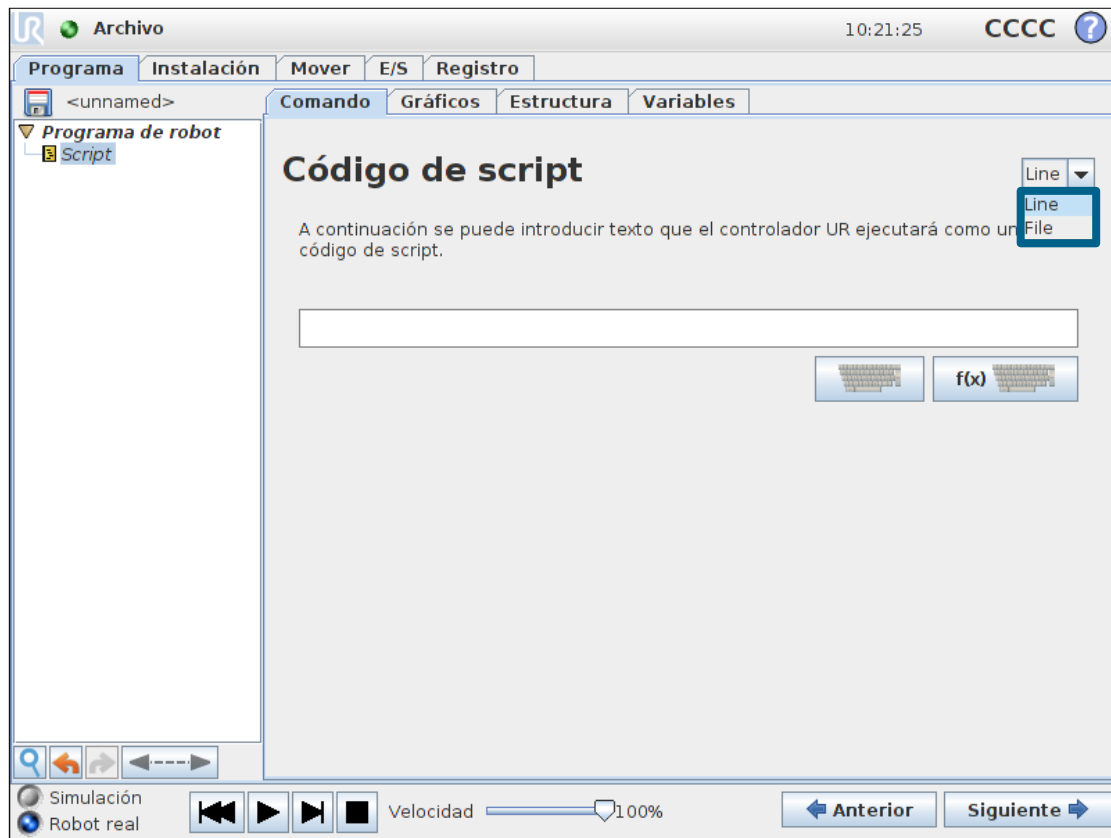 UR Archivo 10:21:25 CCCC ?
Programa Instalación Mover E/S Registro
<unnamed> Comando Gráficos Estructura Variables
Programa de robot
Script
Código de script
Line
Line
File
A continuación se puede introducir texto que el controlador UR ejecutará como un
código de script.
f(x)
Simulación
Robot real
Velocidad 100%
Anterior Siguiente